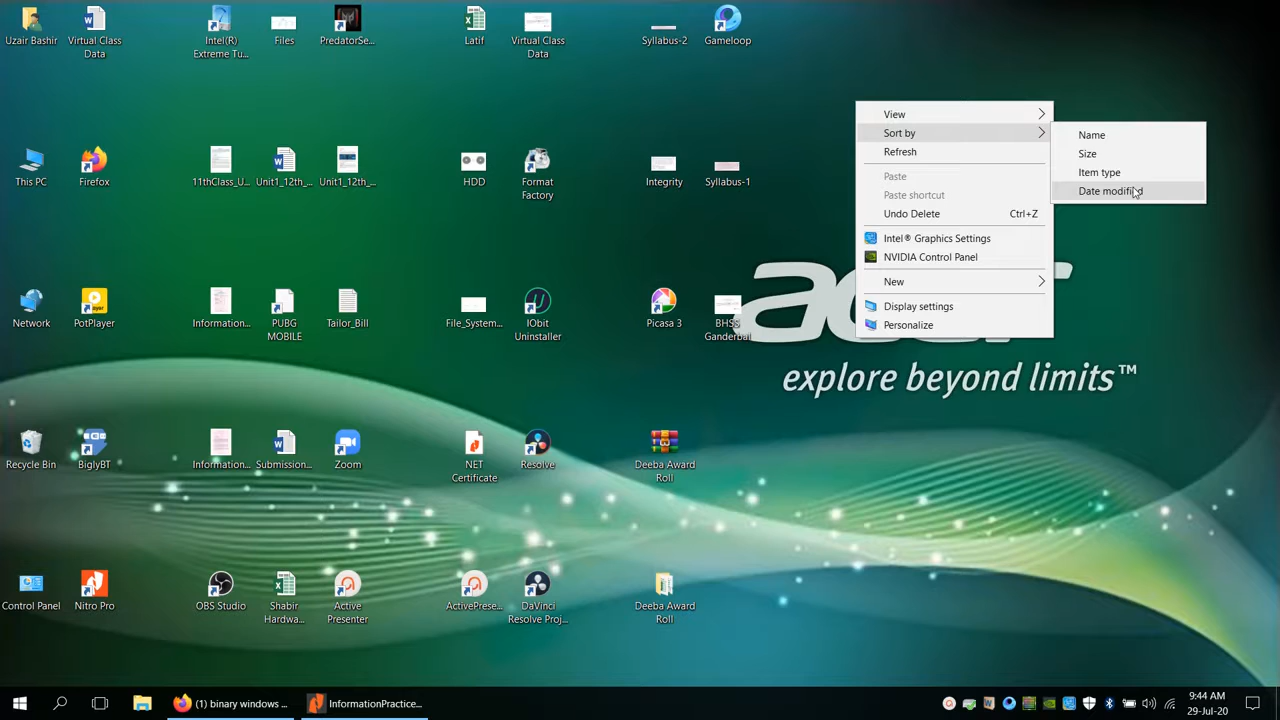 Uzair Bashir
Virtual Class
Data
Intel(R)
Extreme Tu...
Files
PredatorSe...
Latif
Virtual Class
Data
Syllabus-2
Gameloop
This PC
Firefox
11thClass_U...
Unit1_12th_...
Unit1_12th_...
HDD
Format
Factory
Integrity
Syllabus-1
Network
PotPlayer
Information...
PUBG
MOBILE
Tailor_Bill
File_System...
IObit
Uninstaller
Picasa 3
BHSS
Ganderbal
Recycle Bin
BiglyBT
Information...
Submission...
Zoom
NET
Certificate
Resolve
Deeba Award
Roll
Control Panel
Nitro Pro
OBS Studio
Shabir
Hardwa...
Active
Presenter
ActivePrese...
DaVinci
Resolve Proj...
Deeba Award
Roll
View
Sort by
Refresh
Paste
Paste shortcut
Undo Delete Ctrl+Z
Intel® Graphics Settings
NVIDIA Control Panel
New
Display settings
Personalize
Name
Size
Item type
Date modified
acer
explore beyond limits™
(1) binary windows ...
InformationPractice...
9:44 AM
29-Jul-20